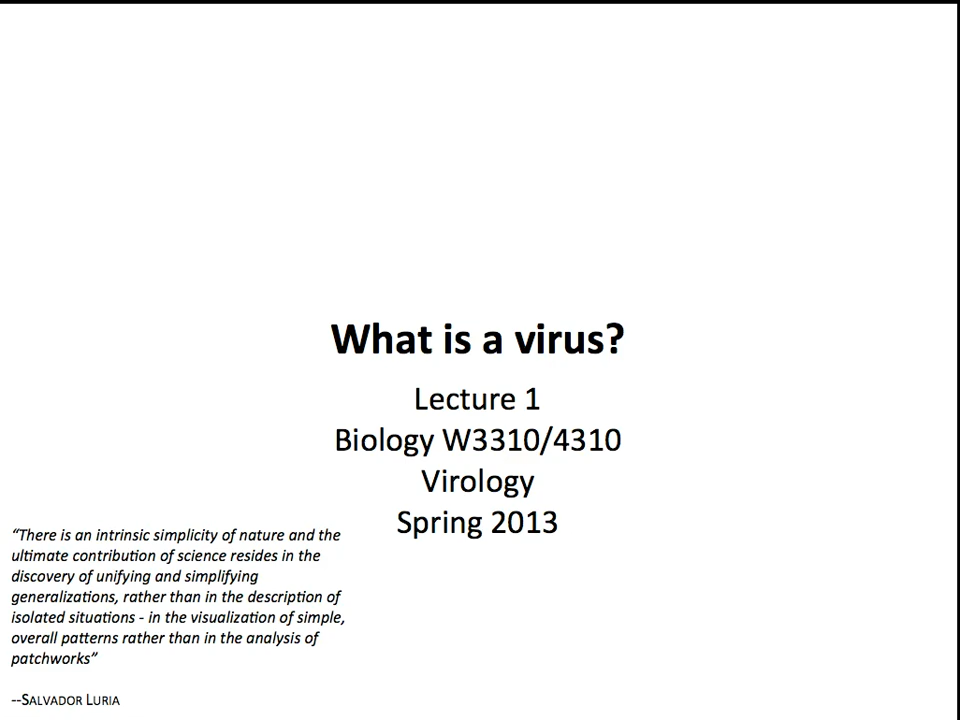 What is a virus?
Lecture 1
Biology W3310/4310
Virology
Spring 2013
“There is an intrinsic simplicity of nature and the
ultimate contribution of science resides in the
discovery of unifying and simplifying
generalizations, rather than in the description of
isolated situations - in the visualization of simple,
overall patterns rather than in the analysis of
patchworks”
--SALVADOR LURIA